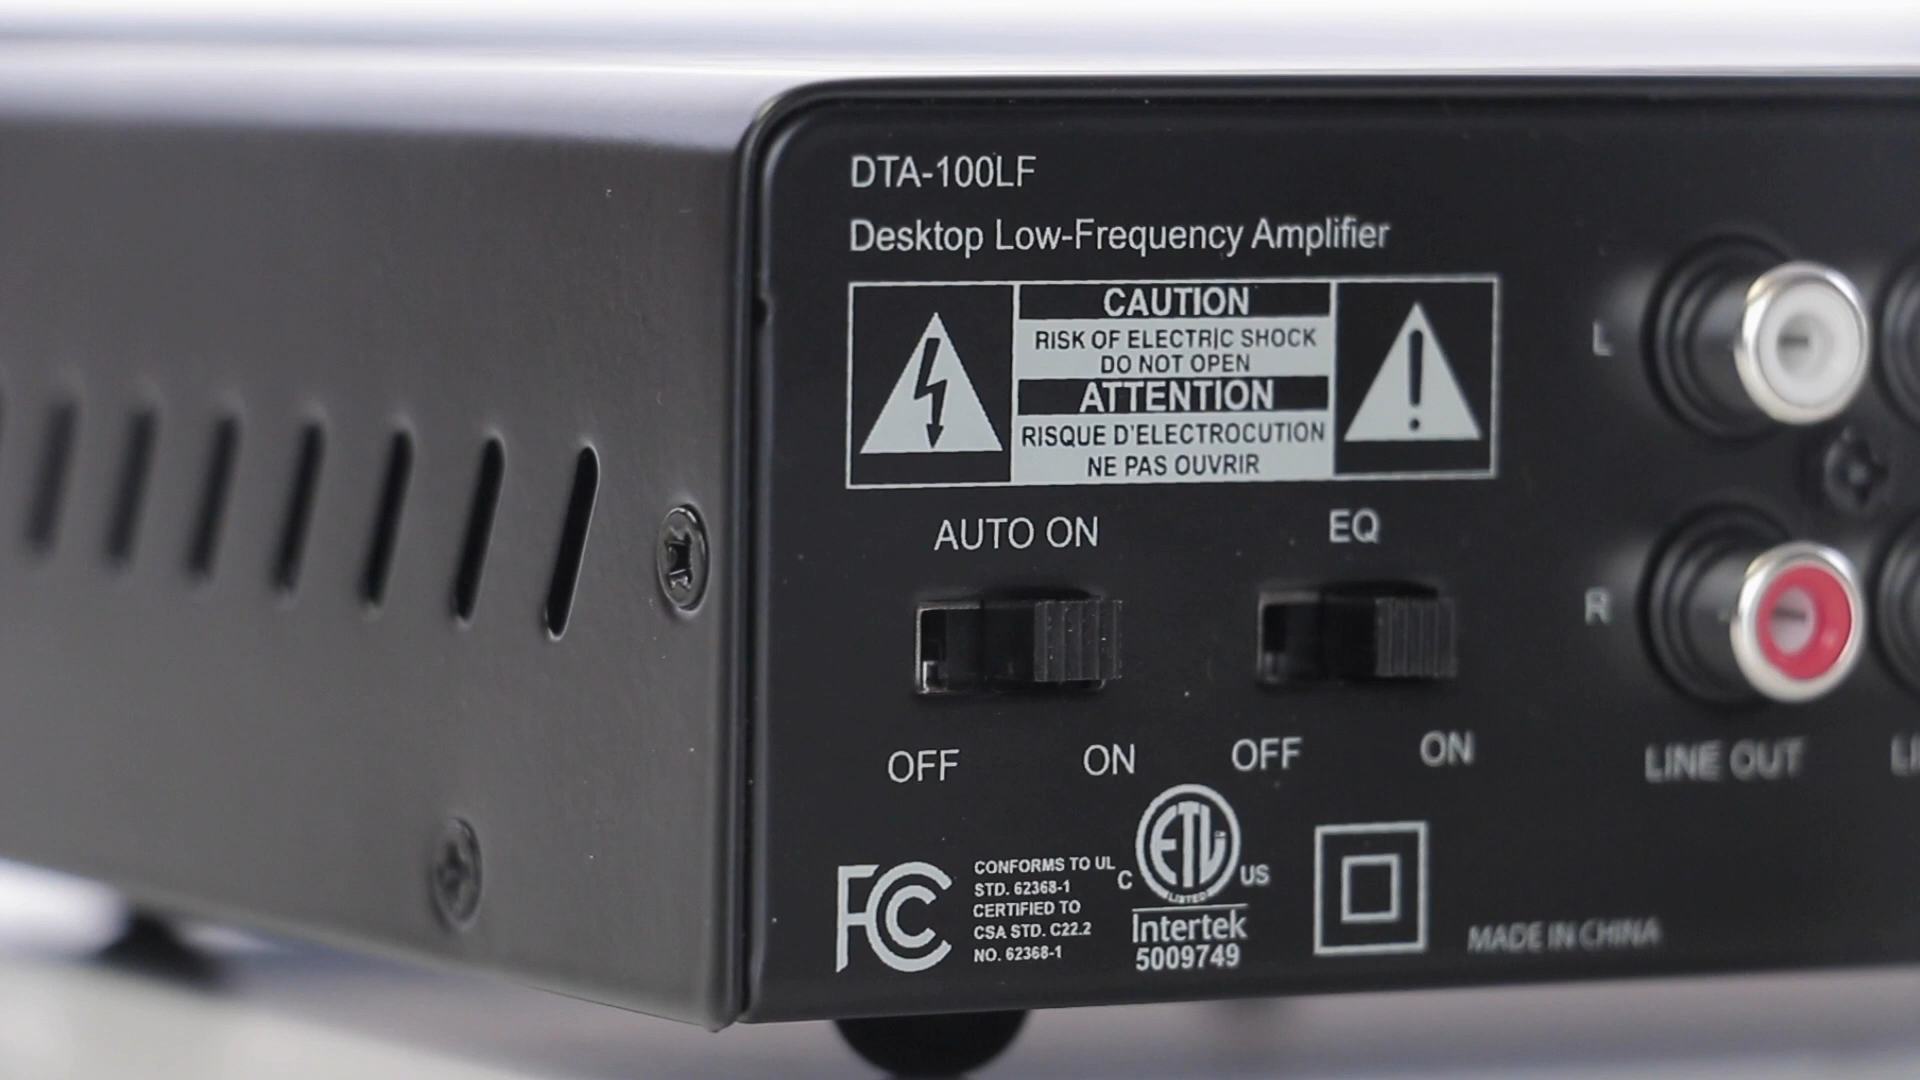 DTA-100LF
Desktop Low-Frequency Amplifier
CAUTION
RISK OF ELECTRIC SHOCK
DO NOT OPEN
ATTENTION
RISQUE D'ELECTROCUTION
NE PAS OUVRIR
AUTO ON
EQ
OFF ON
OFF ON
L
R
LINE OUT
FC
CONFORMS TO UL
STD. 62368-1
CERTIFIED TO
CSA STD. C22.2
NO. 62368-1
C ETL US
LISTED
Intertek
5009749
MADE IN CHINA